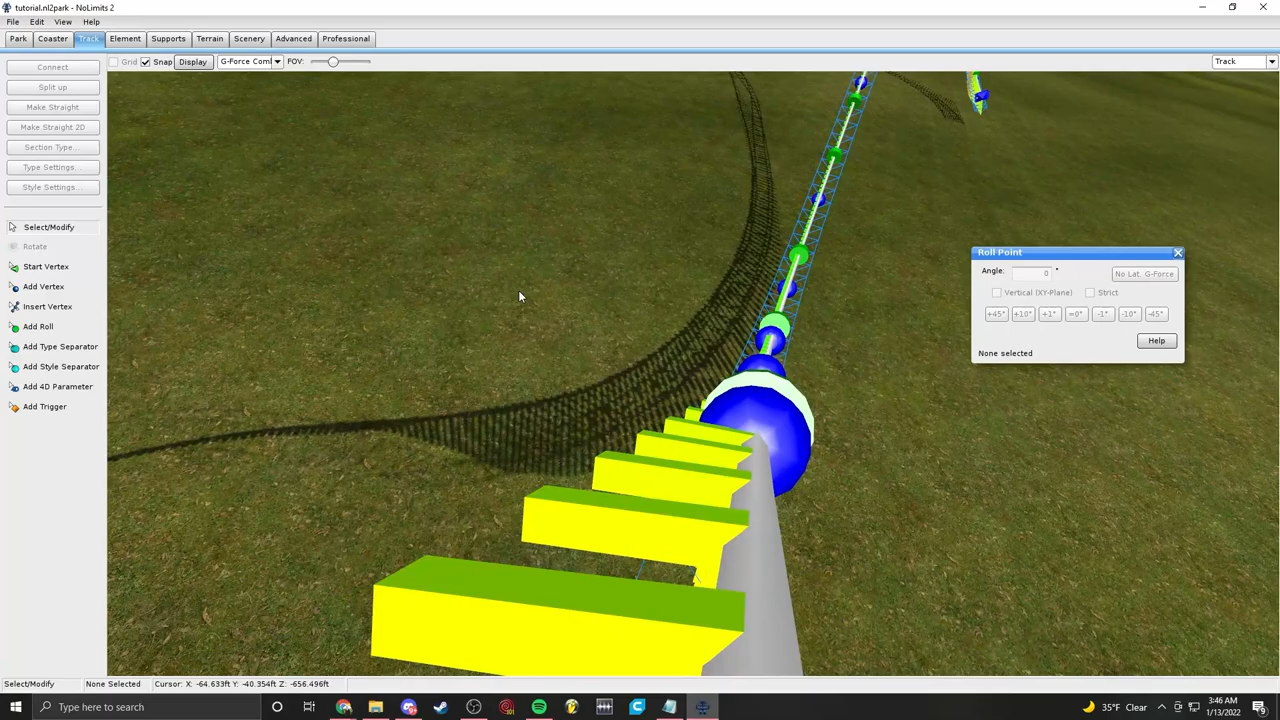 tutorial.nl2park - NoLimits 2
File Edit View Help
Park Coaster Track Element Supports Terrain Scenery Advanced Professional
Grid Snap Display G-Force Coml FOV: Track
Connect
Split up
Make Straight
Make Straight 2D
Section Type...
Type Settings...
Style Settings...
Select/Modify
Rotate
Start Vertex
Add Vertex
Insert Vertex
Add Roll
Add Type Separator
Add Style Separator
Add 4D Parameter
Add Trigger
Roll Point
Angle: 0 ° No Lat. G-Force
Vertical (XY-Plane) Strict
+45° +10° +1° =0° -1° -10° -45°
Help
None selected
Select/Modify None Selected Cursor: X: -64.633ft Y: -40.354ft Z: -656.496ft
Type here to search
35°F Clear
3:46 AM
1/13/2022